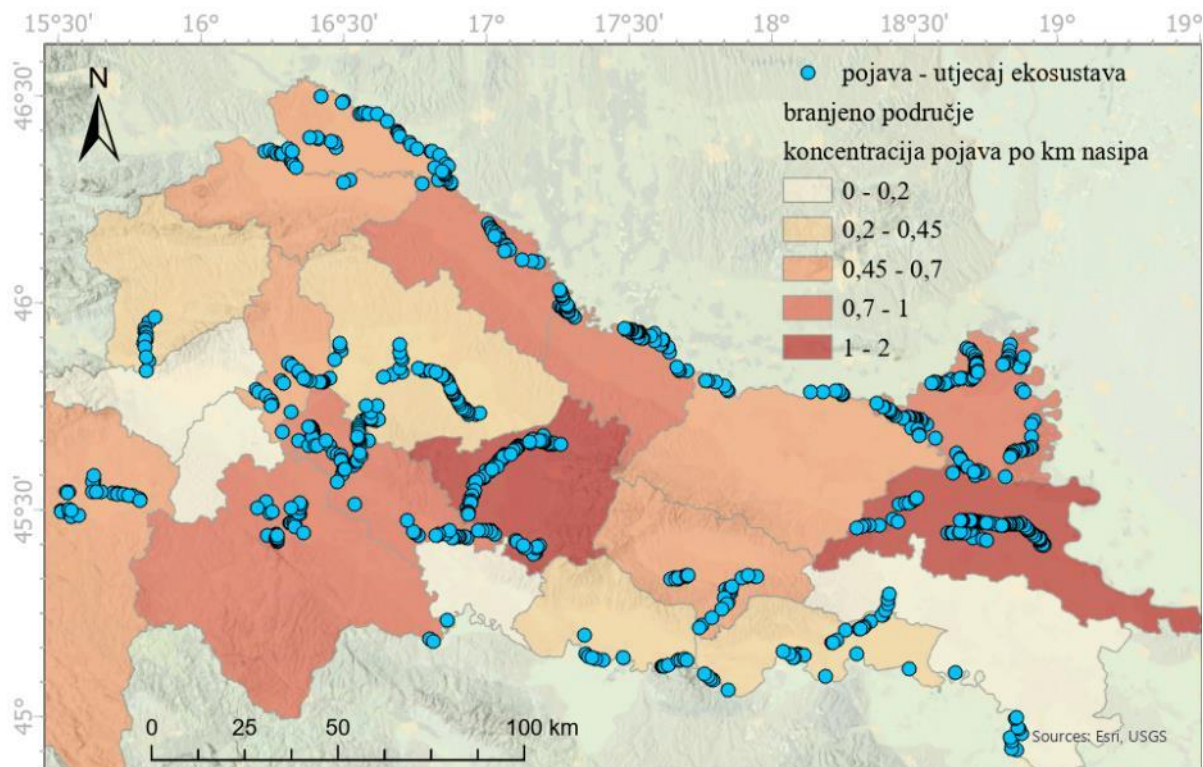 15°30' 16° 16°30' 17° 17°30' 18° 18°30' 19° 19°
N
46°30'
46°
45°30'
45°
pojava - utjecaj ekosustava
branjeno područje
koncentracija pojava po km nasipa
0 - 0,2
0,2 - 0,45
0,45 - 0,7
0,7 - 1
1 - 2
0 25 50 100 km
Sources: Esri, USGS